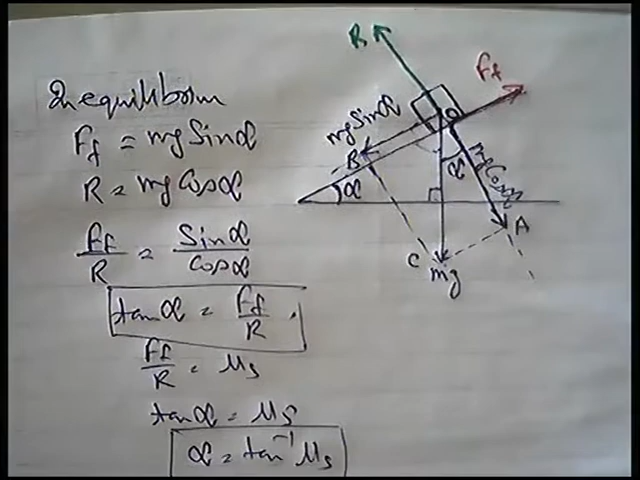 In equilibrium
Ff = mg Sinα
R = mg Cosα
Ff/R = Sinα/Cosα
tanα = Ff/R .
Ff/R = μs
tanα = μs
α = tan⁻¹ μs
R
Ff
mg Sinα
B
α
α
mg Cosα
A
C
mg